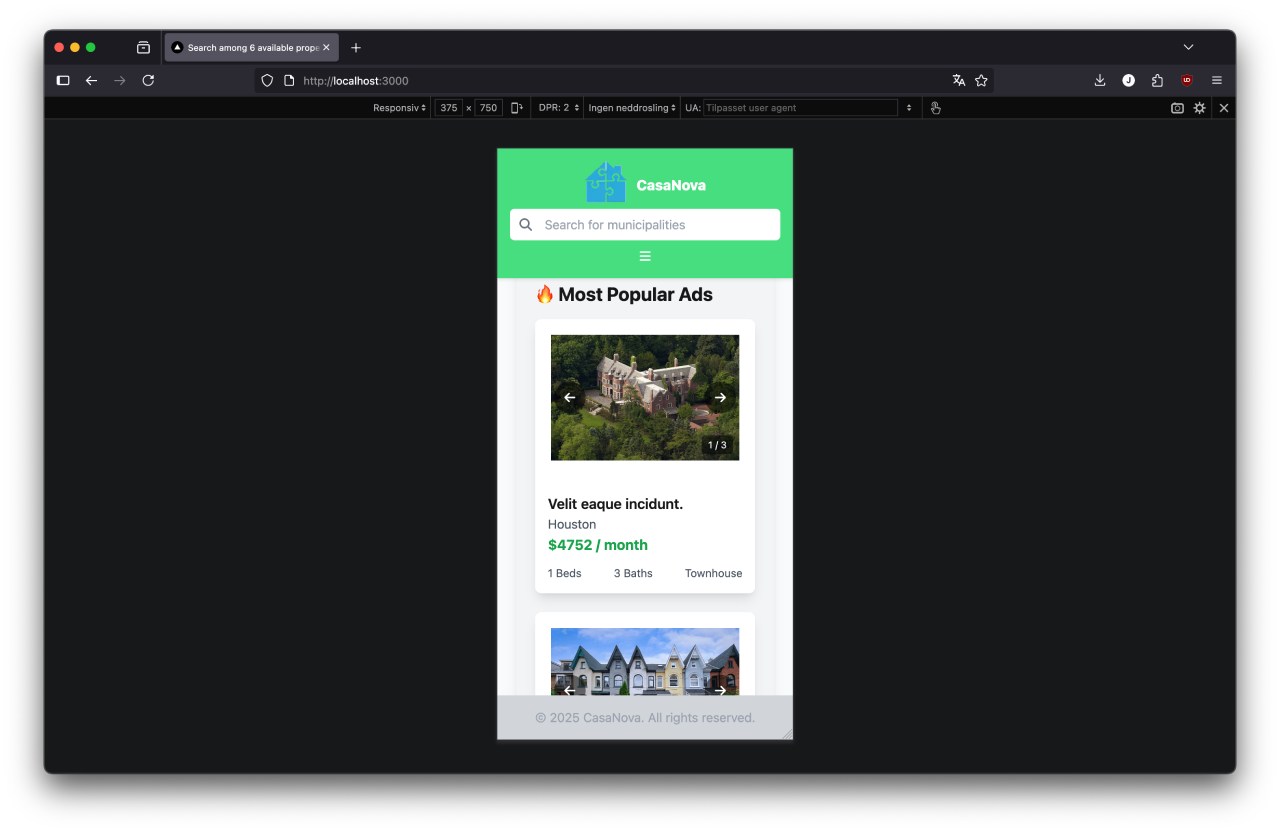 Search among 6 available prope
http://localhost:3000
Responsiv 375 × 750 DPR: 2 Ingen neddrosling UA: Tilpasset user agent
CasaNova
Search for municipalities
🔥 Most Popular Ads
1 / 3
Velit eaque incidunt.
Houston
$4752 / month
1 Beds 3 Baths Townhouse
© 2025 CasaNova. All rights reserved.